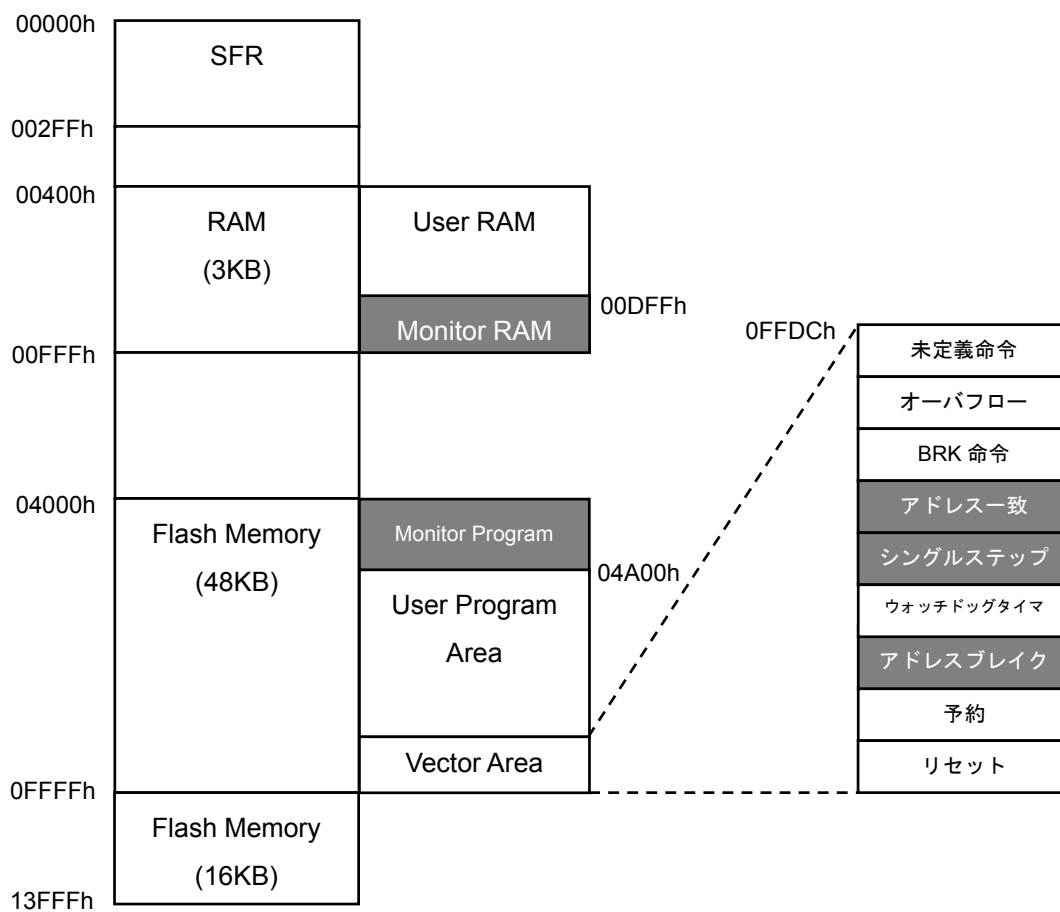 00000h
SFR
002FFh
00400h
RAM
(3KB)
User RAM
00DFFh
Monitor RAM
00FFFh
0FFDCh
未定義命令
オーバフロー
BRK 命令
アドレス一致
シングルステップ
ウォッチドッグタイマ
アドレスブレイク
予約
リセット
04000h
Flash Memory
(48KB)
Monitor Program
04A00h
User Program
Area
Vector Area
0FFFFh
Flash Memory
(16KB)
13FFFh